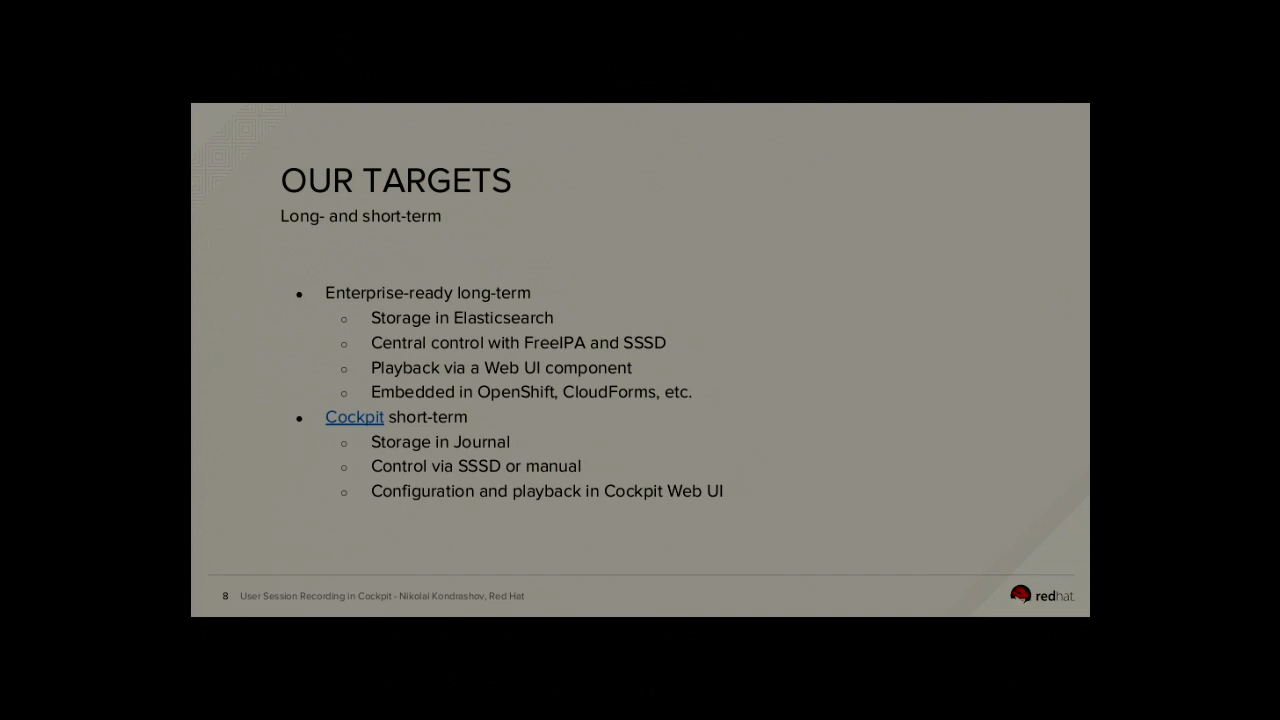 OUR TARGETS
Long- and short-term
● Enterprise-ready long-term
○ Storage in Elasticsearch
○ Central control with FreeIPA and SSSD
○ Playback via a Web UI component
○ Embedded in OpenShift, CloudForms, etc.
● Cockpit short-term
○ Storage in Journal
○ Control via SSSD or manual
○ Configuration and playback in Cockpit Web UI
8 User Session Recording in Cockpit - Nikolai Kondrashov, Red Hat
redhat